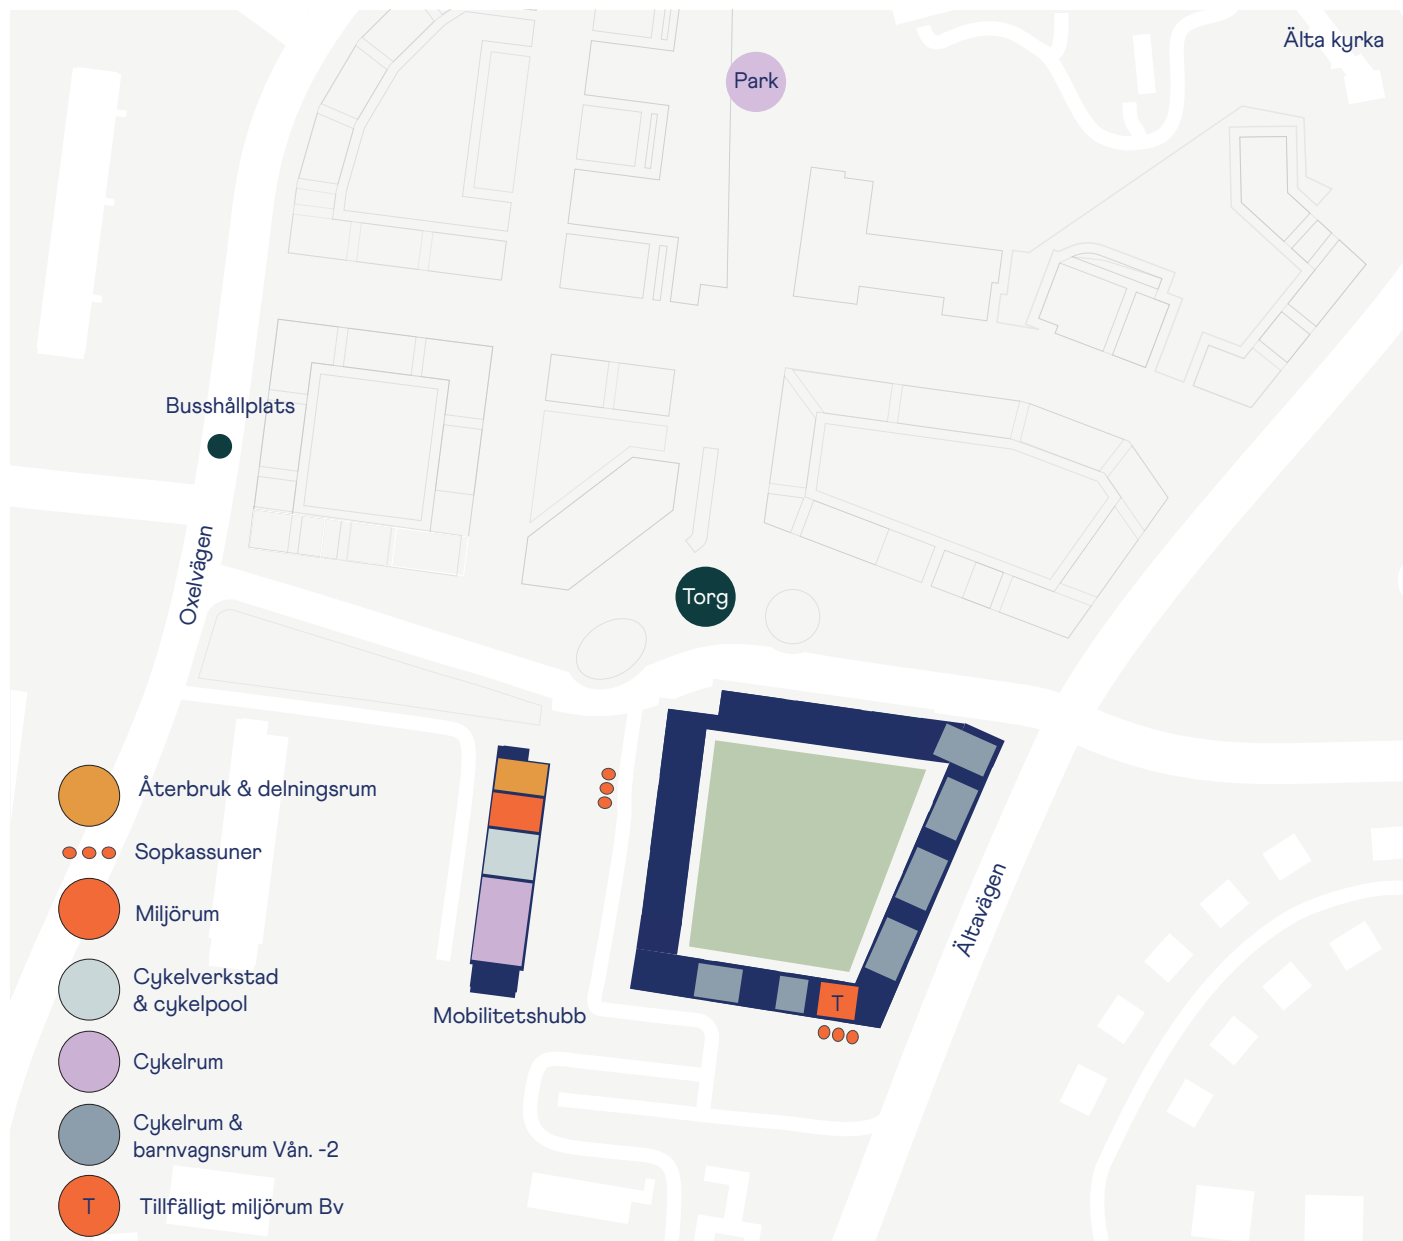 Älta kyrka
Park
Busshållplats
Oxelvägen
Torg
Återbruk & delningsrum
Sopkassuner
Miljörum
Cykelverkstad
& cykelpool
Cykelrum
Cykelrum &
barnvagnsrum Vån. -2
T
Tillfälligt miljörum Bv
Mobilitetshubb
Ältavägen
T